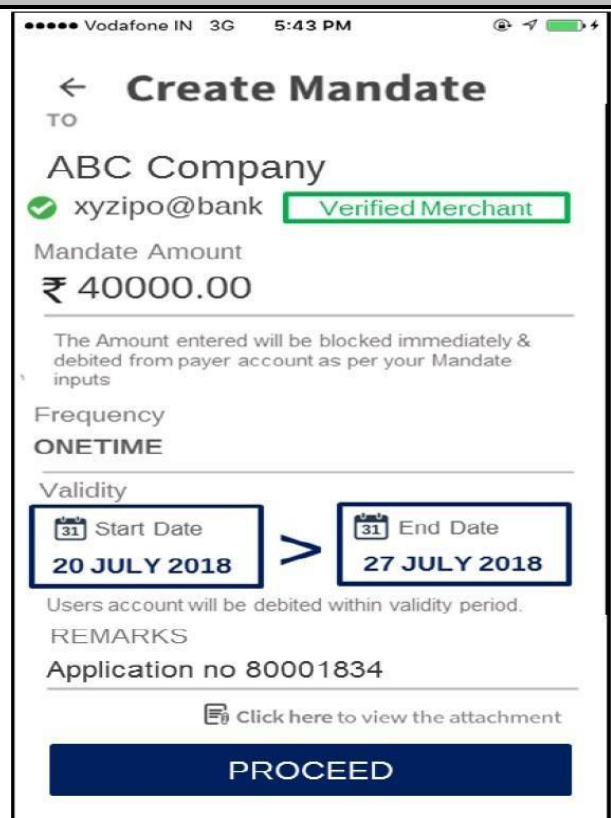 Vodafone IN 3G 5:43 PM
← Create Mandate
TO
ABC Company
xyzipo@bank Verified Merchant
Mandate Amount
₹ 40000.00
The Amount entered will be blocked immediately &
debited from payer account as per your Mandate
inputs
Frequency
ONETIME
Validity
31 Start Date > 31 End Date
20 JULY 2018 27 JULY 2018
Users account will be debited within validity period.
REMARKS
Application no 80001834
Click here to view the attachment
PROCEED